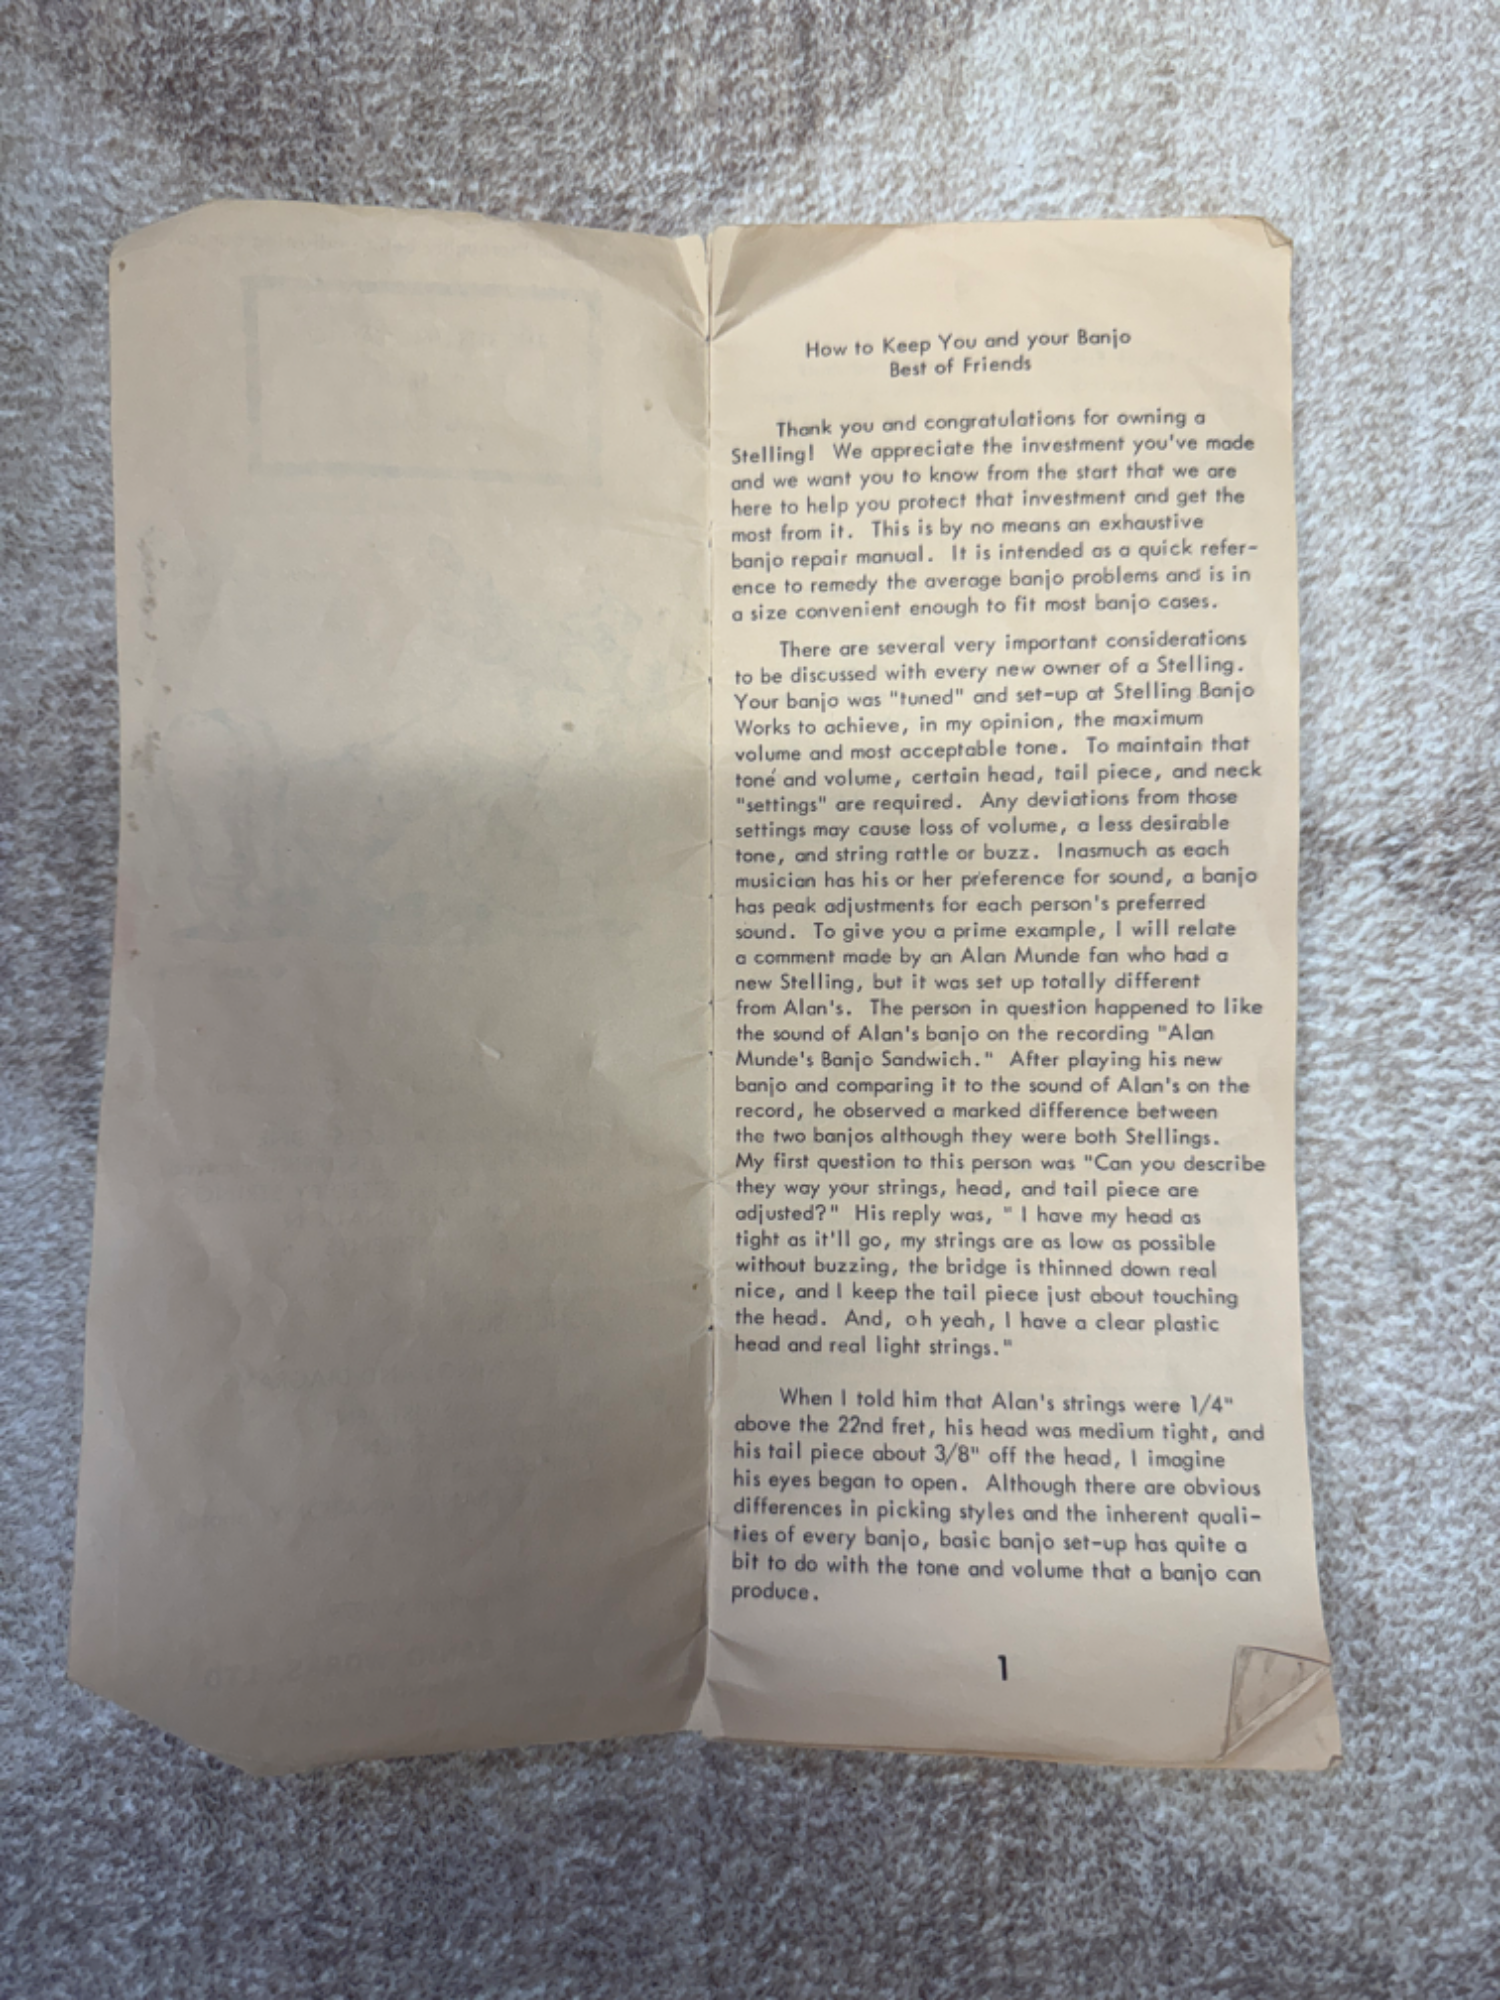 How to Keep You and your Banjo
Best of Friends
Thank you and congratulations for owning a
Stelling! We appreciate the investment you've made
and we want you to know from the start that we are
here to help you protect that investment and get the
most from it. This is by no means an exhaustive
banjo repair manual. It is intended as a quick refer-
ence to remedy the average banjo problems and is in
a size convenient enough to fit most banjo cases.
There are several very important considerations
to be discussed with every new owner of a Stelling.
Your banjo was "tuned" and set-up at Stelling Banjo
Works to achieve, in my opinion, the maximum
volume and most acceptable tone. To maintain that
tone and volume, certain head, tail piece, and neck
"settings" are required. Any deviations from those
settings may cause loss of volume, a less desirable
tone, and string rattle or buzz. Inasmuch as each
musician has his or her preference for sound, a banjo
has peak adjustments for each person's preferred
sound. To give you a prime example, I will relate
a comment made by an Alan Munde fan who had a
new Stelling, but it was set up totally different
from Alan's. The person in question happened to like
the sound of Alan's banjo on the recording "Alan
Munde's Banjo Sandwich." After playing his new
banjo and comparing it to the sound of Alan's on the
record, he observed a marked difference between
the two banjos although they were both Stellings.
My first question to this person was "Can you describe
they way your strings, head, and tail piece are
adjusted?" His reply was, " I have my head as
tight as it'll go, my strings are as low as possible
without buzzing, the bridge is thinned down real
nice, and I keep the tail piece just about touching
the head. And, oh yeah, I have a clear plastic
head and real light strings."
When I told him that Alan's strings were 1/4"
above the 22nd fret, his head was medium tight, and
his tail piece about 3/8" off the head, I imagine
his eyes began to open. Although there are obvious
differences in picking styles and the inherent quali-
ties of every banjo, basic banjo set-up has quite a
bit to do with the tone and volume that a banjo can
produce.
1